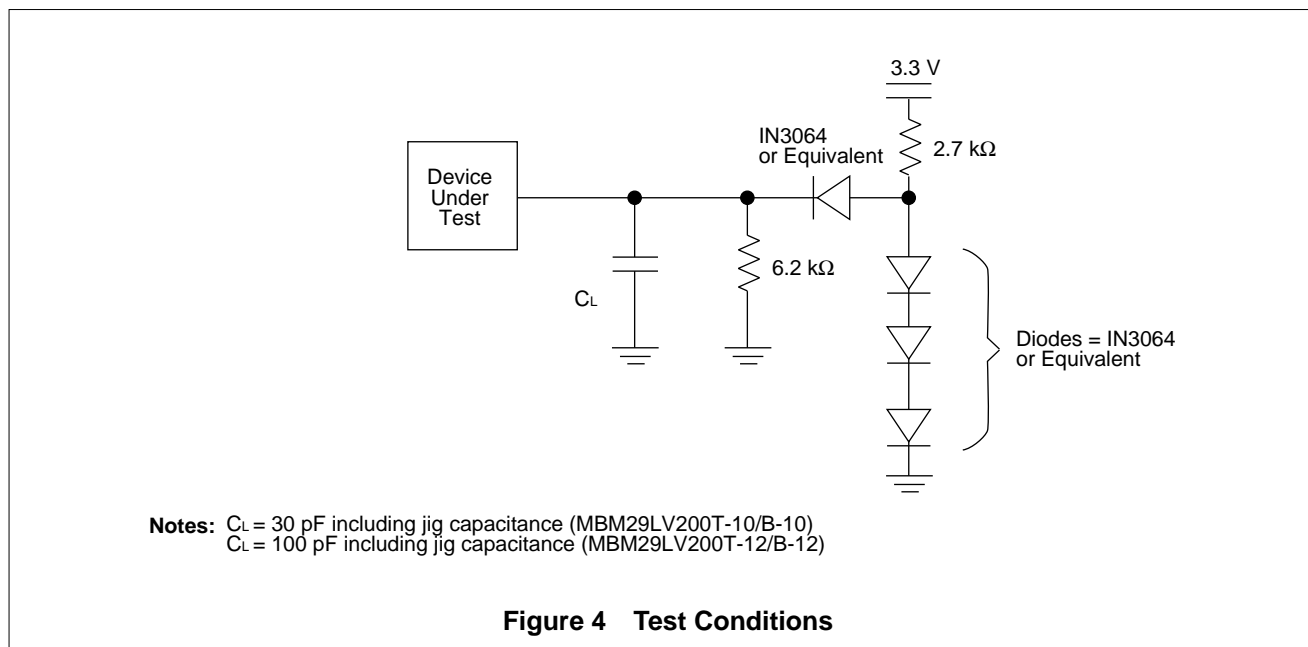 3.3 V
IN3064
or Equivalent
2.7 kΩ
Device
Under
Test
6.2 kΩ
CL
Diodes = IN3064
or Equivalent
Notes: CL = 30 pF including jig capacitance (MBM29LV200T-10/B-10)
CL = 100 pF including jig capacitance (MBM29LV200T-12/B-12)
Figure 4 Test Conditions